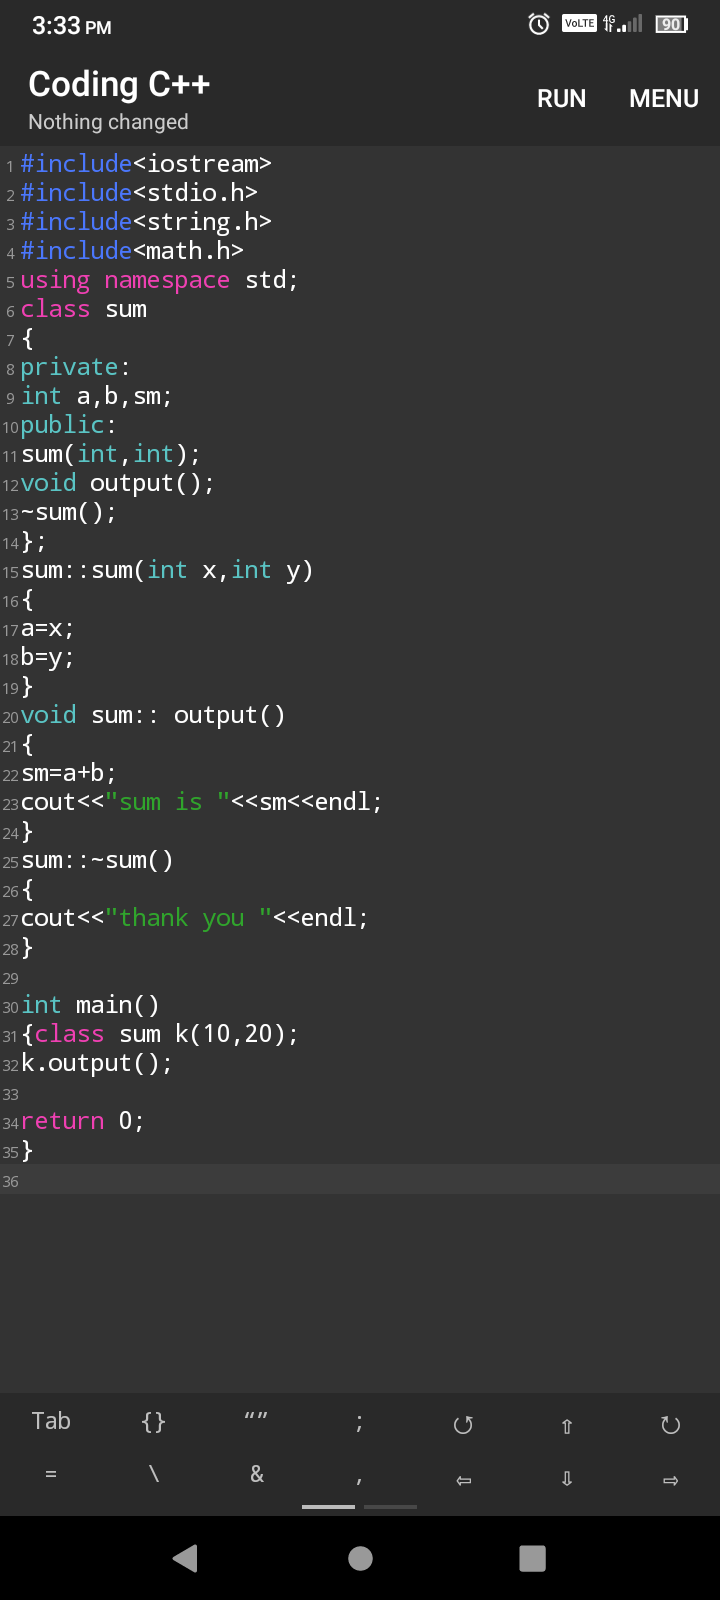 3:33 PM VoLTE 4G 90
Coding C++
Nothing changed
RUN MENU
1 #include<iostream>
2 #include<stdio.h>
3 #include<string.h>
4 #include<math.h>
5 using namespace std;
6 class sum
7 {
8 private:
9 int a,b,sm;
10 public:
11 sum(int,int);
12 void output();
13 ~sum();
14 };
15 sum::sum(int x,int y)
16 {
17 a=x;
18 b=y;
19 }
20 void sum:: output()
21 {
22 sm=a+b;
23 cout<<"sum is "<<sm<<endl;
24 }
25 sum::~sum()
26 {
27 cout<<"thank you "<<endl;
28 }
29
30 int main()
31 {class sum k(10,20);
32 k.output();
33
34 return 0;
35 }
36
Tab {} “” ; ↺ ⇧ ↻
= \ & , ⇦ ⇩ ⇨